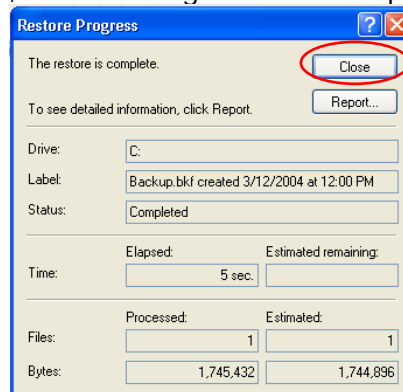 Restore Progress
The restore is complete.
Close
To see detailed information, click Report.
Report...
Drive: C:
Label: Backup.bkf created 3/12/2004 at 12:00 PM
Status: Completed
Elapsed: Estimated remaining:
Time: 5 sec.
Processed: Estimated:
Files: 1 1
Bytes: 1,745,432 1,744,896